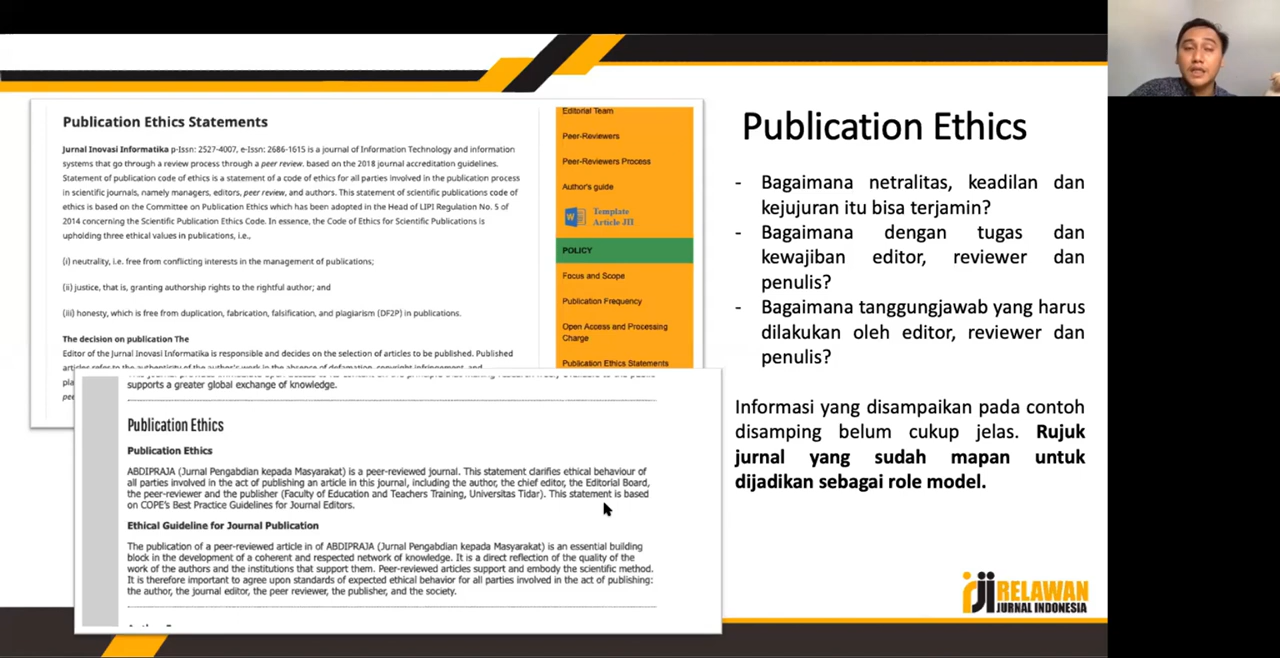 Publication Ethics Statements
Jurnal Inovasi Informatika p-Issn: 2527-4007, e-Issn: 2686-1615 is a journal of Information Technology and information
systems that go through a review process through a peer review. based on the 2018 journal accreditation guidelines.
Statement of publication code of ethics is a statement of a code of ethics for all parties involved in the publication process
in scientific journals, namely managers, editors, peer review, and authors. This statement of scientific publications code of
ethics is based on the Committee on Publication Ethics which has been adopted in the Head of LIPI Regulation No. 5 of
2014 concerning the Scientific Publication Ethics Code. In essence, the Code of Ethics for Scientific Publications is
upholding three ethical values in publications, i.e.,
(i) neutrality, i.e. free from conflicting interests in the management of publications;
(ii) justice, that is, granting authorship rights to the rightful author; and
(iii) honesty, which is free from duplication, fabrication, falsification, and plagiarism (DF2P) in publications.
The decision on publication The
Editor of the Jurnal Inovasi Informatika is responsible and decides on the selection of articles to be published. Published
Editorial Team
Peer-Reviewers
Peer-Reviewers Process
Author's guide
Template
Article JII
POLICY
Focus and Scope
Publication Frequency
Open Access and Processing
Charge
Publication Ethics Statements
supports a greater global exchange of knowledge.
Publication Ethics
Publication Ethics
ABDIPRAJA (Jurnal Pengabdian kepada Masyarakat) is a peer-reviewed journal. This statement clarifies ethical behaviour of
all parties involved in the act of publishing an article in this journal, including the author, the chief editor, the Editorial Board,
the peer-reviewer and the publisher (Faculty of Education and Teachers Training, Universitas Tidar). This statement is based
on COPE's Best Practice Guidelines for Journal Editors.
Ethical Guideline for Journal Publication
The publication of a peer-reviewed article in of ABDIPRAJA (Jurnal Pengabdian kepada Masyarakat) is an essential building
block in the development of a coherent and respected network of knowledge. It is a direct reflection of the quality of the
work of the authors and the institutions that support them. Peer-reviewed articles support and embody the scientific method.
It is therefore important to agree upon standards of expected ethical behavior for all parties involved in the act of publishing:
the author, the journal editor, the peer reviewer, the publisher, and the society.
Publication Ethics
- Bagaimana netralitas, keadilan dan
kejujuran itu bisa terjamin?
- Bagaimana dengan tugas dan
kewajiban editor, reviewer dan
penulis?
- Bagaimana tanggungjawab yang harus
dilakukan oleh editor, reviewer dan
penulis?
Informasi yang disampaikan pada contoh
disamping belum cukup jelas. Rujuk
jurnal yang sudah mapan untuk
dijadikan sebagai role model.
rji RELAWAN
JURNAL INDONESIA